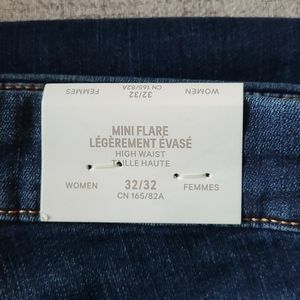 WOMEN 32/32 FEMMES
CN 165/82A
MINI FLARE
LÉGÈREMENT ÉVASÉ
HIGH WAIST
TAILLE HAUTE
WOMEN 32/32 FEMMES
CN 165/82A